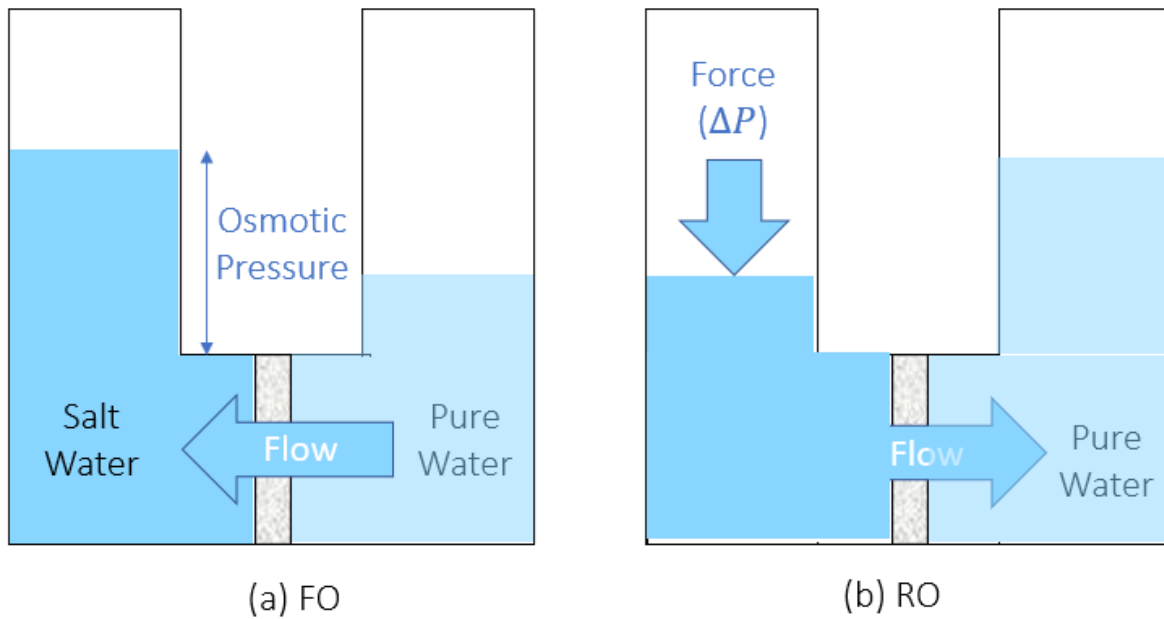 Osmotic
Pressure
Salt
Water
Flow
Pure
Water
(a) FO
Force
(ΔP)
Flow
Pure
Water
(b) RO